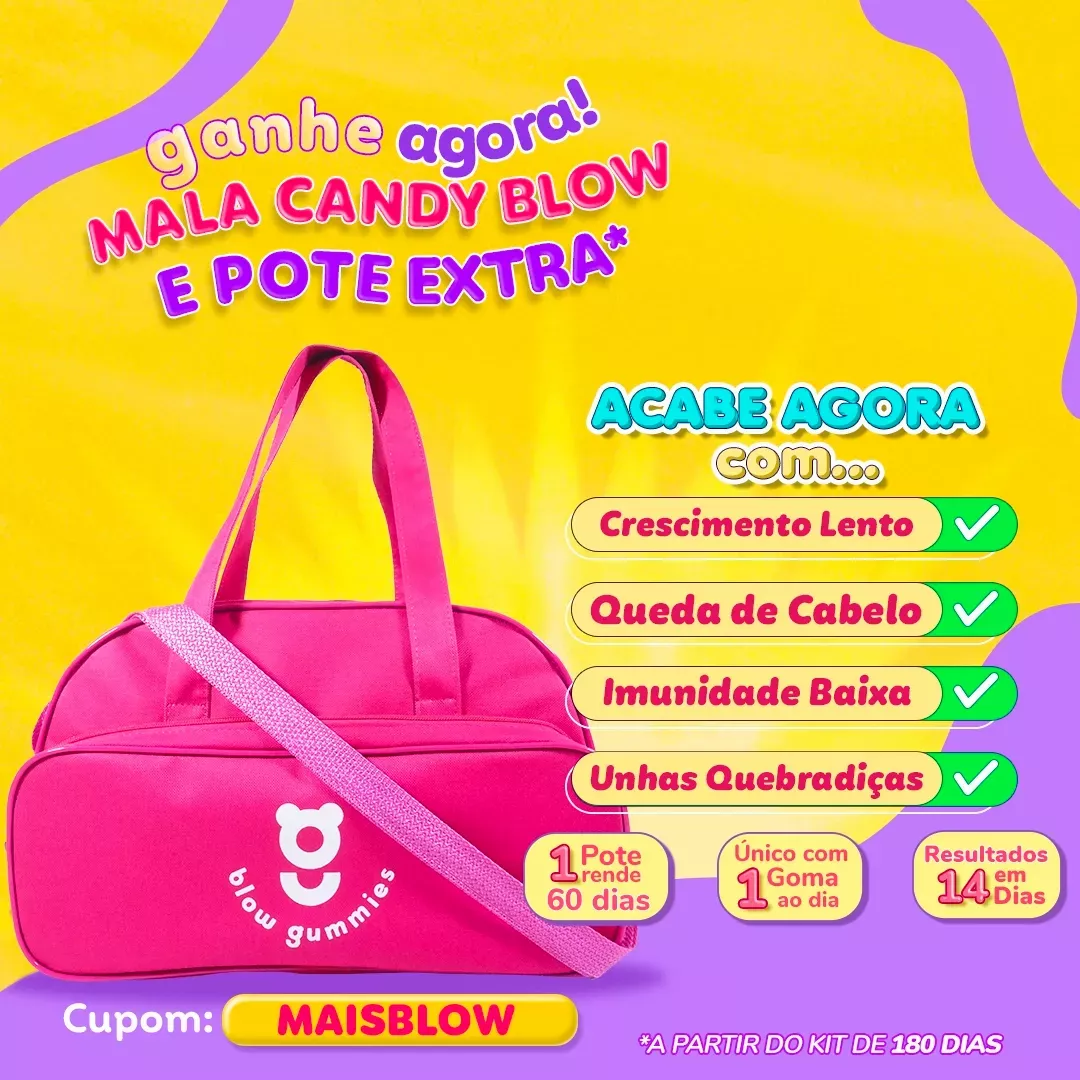 ganhe agora!
MALA CANDY BLOW
E POTE EXTRA*
ACABE AGORA
com...
Crescimento Lento
Queda de Cabelo
Imunidade Baixa
Unhas Quebradiças
1 Pote
rende
60 dias
Único com
1 Goma
ao dia
Resultados
14 em
Dias
blow gummies
Cupom: MAISBLOW
*A PARTIR DO KIT DE 180 DIAS